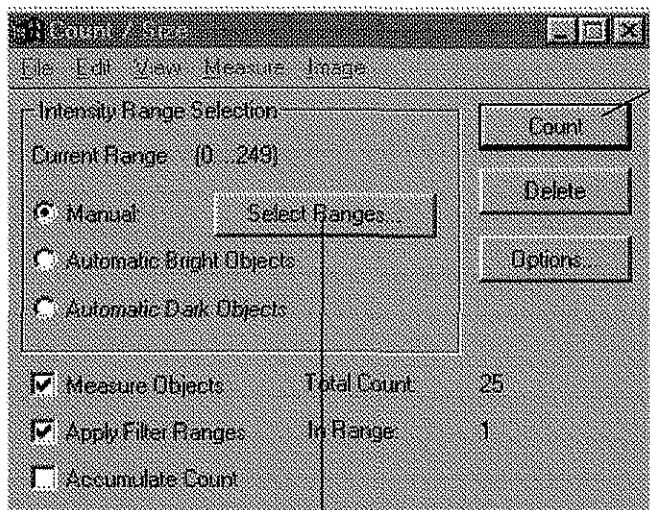 Count / Size
File Edit View Measure Image
Intensity Range Selection
Current Range (0...249)
Manual Select Ranges...
Automatic Bright Objects
Automatic Dark Objects
Count
Delete
Options...
Measure Objects Total Count: 25
Apply Filter Ranges In Range: 1
Accumulate Count